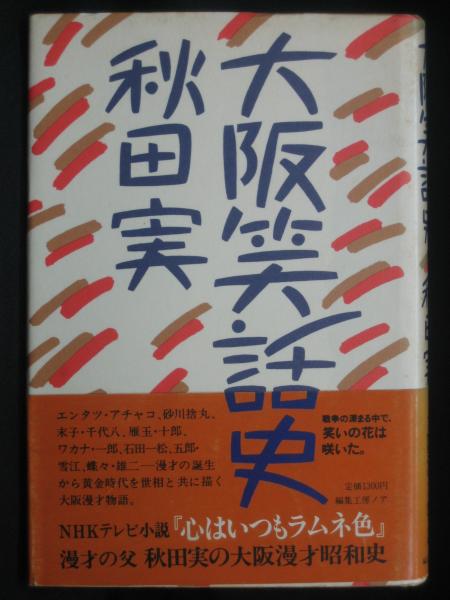 大阪笑話史
秋田実
戦争の深まる中で、
笑いの花は
咲いた。
定価1300円
編集工房ノア
エンタツ・アチャコ、砂川捨丸、
末子・千代八、雁玉・十郎、
ワカナ・一郎、石田一松、五郎・
雪江、蝶々・雄二——漫才の誕生
から黄金時代を世相と共に描く
大阪漫才物語。
NHKテレビ小説『心はいつもラムネ色』
漫才の父 秋田実の大阪漫才昭和史